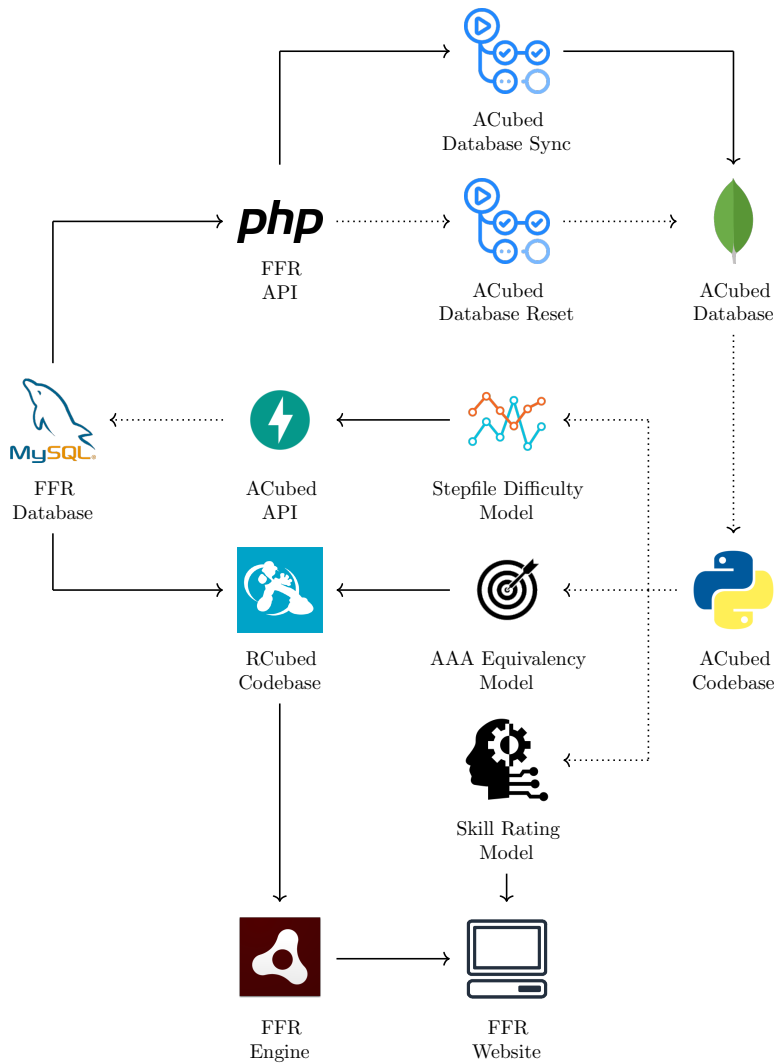 ACubed
Database Sync
php
FFR
API
ACubed
Database Reset
ACubed
Database
MySQL
FFR
Database
ACubed
API
Stepfile Difficulty
Model
RCubed
Codebase
AAA Equivalency
Model
ACubed
Codebase
Skill Rating
Model
FFR
Engine
FFR
Website